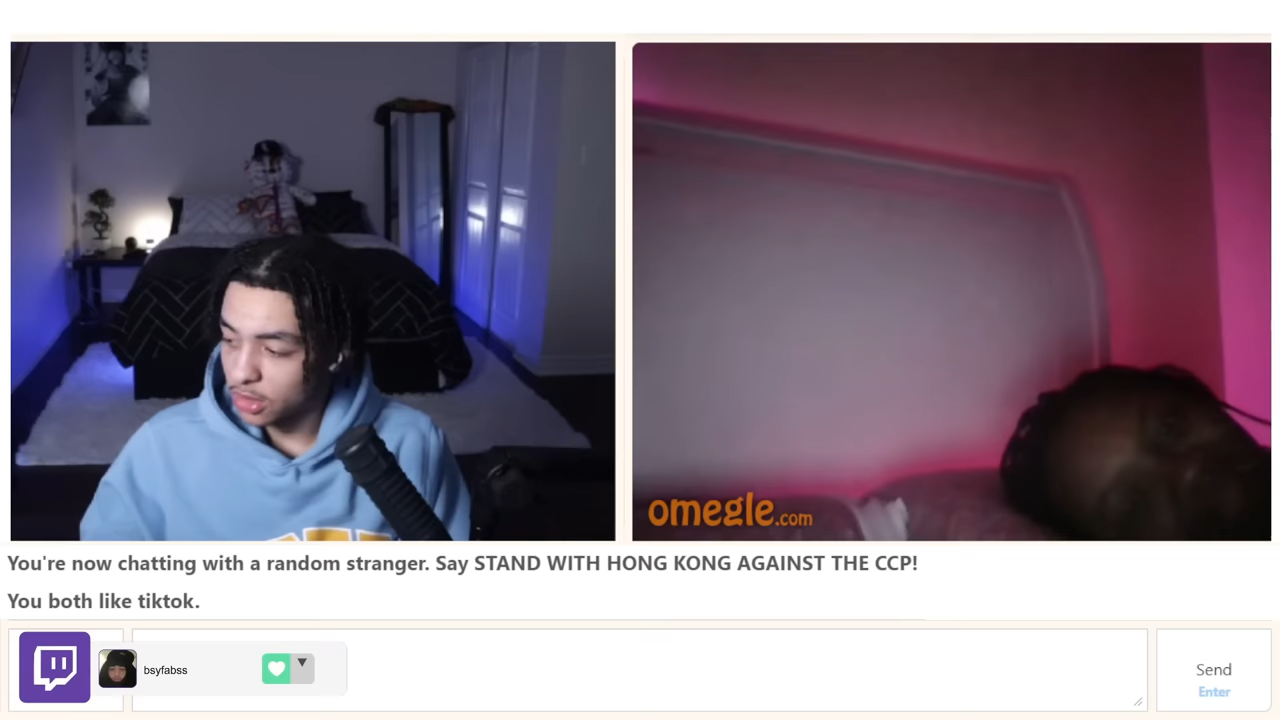 omegle.com
You're now chatting with a random stranger. Say STAND WITH HONG KONG AGAINST THE CCP!
You both like tiktok.
bsyfabss
Send
Enter